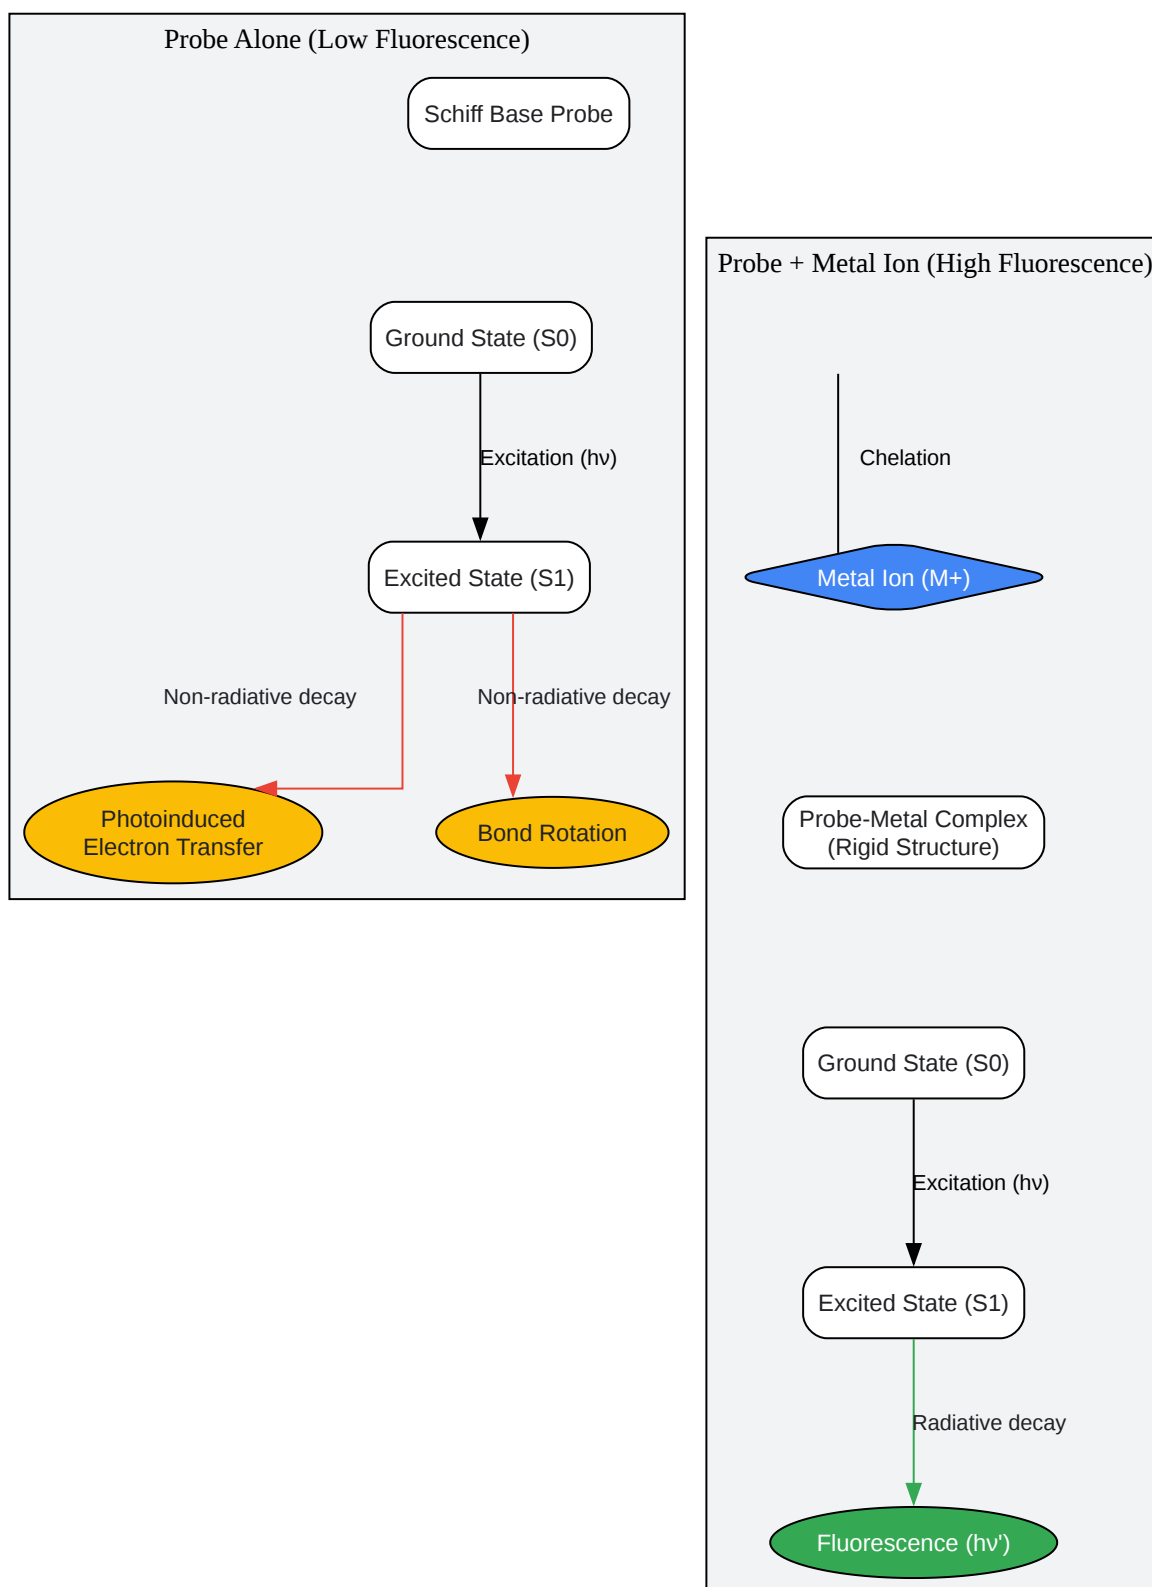 Probe Alone (Low Fluorescence)
Schiff Base Probe
Ground State (S0)
Excitation (hν)
Excited State (S1)
Non-radiative decay
Non-radiative decay
Photoinduced
Electron Transfer
Bond Rotation
Probe + Metal Ion (High Fluorescence)
Chelation
Metal Ion (M+)
Probe-Metal Complex
(Rigid Structure)
Ground State (S0)
Excitation (hν)
Excited State (S1)
Radiative decay
Fluorescence (hν')